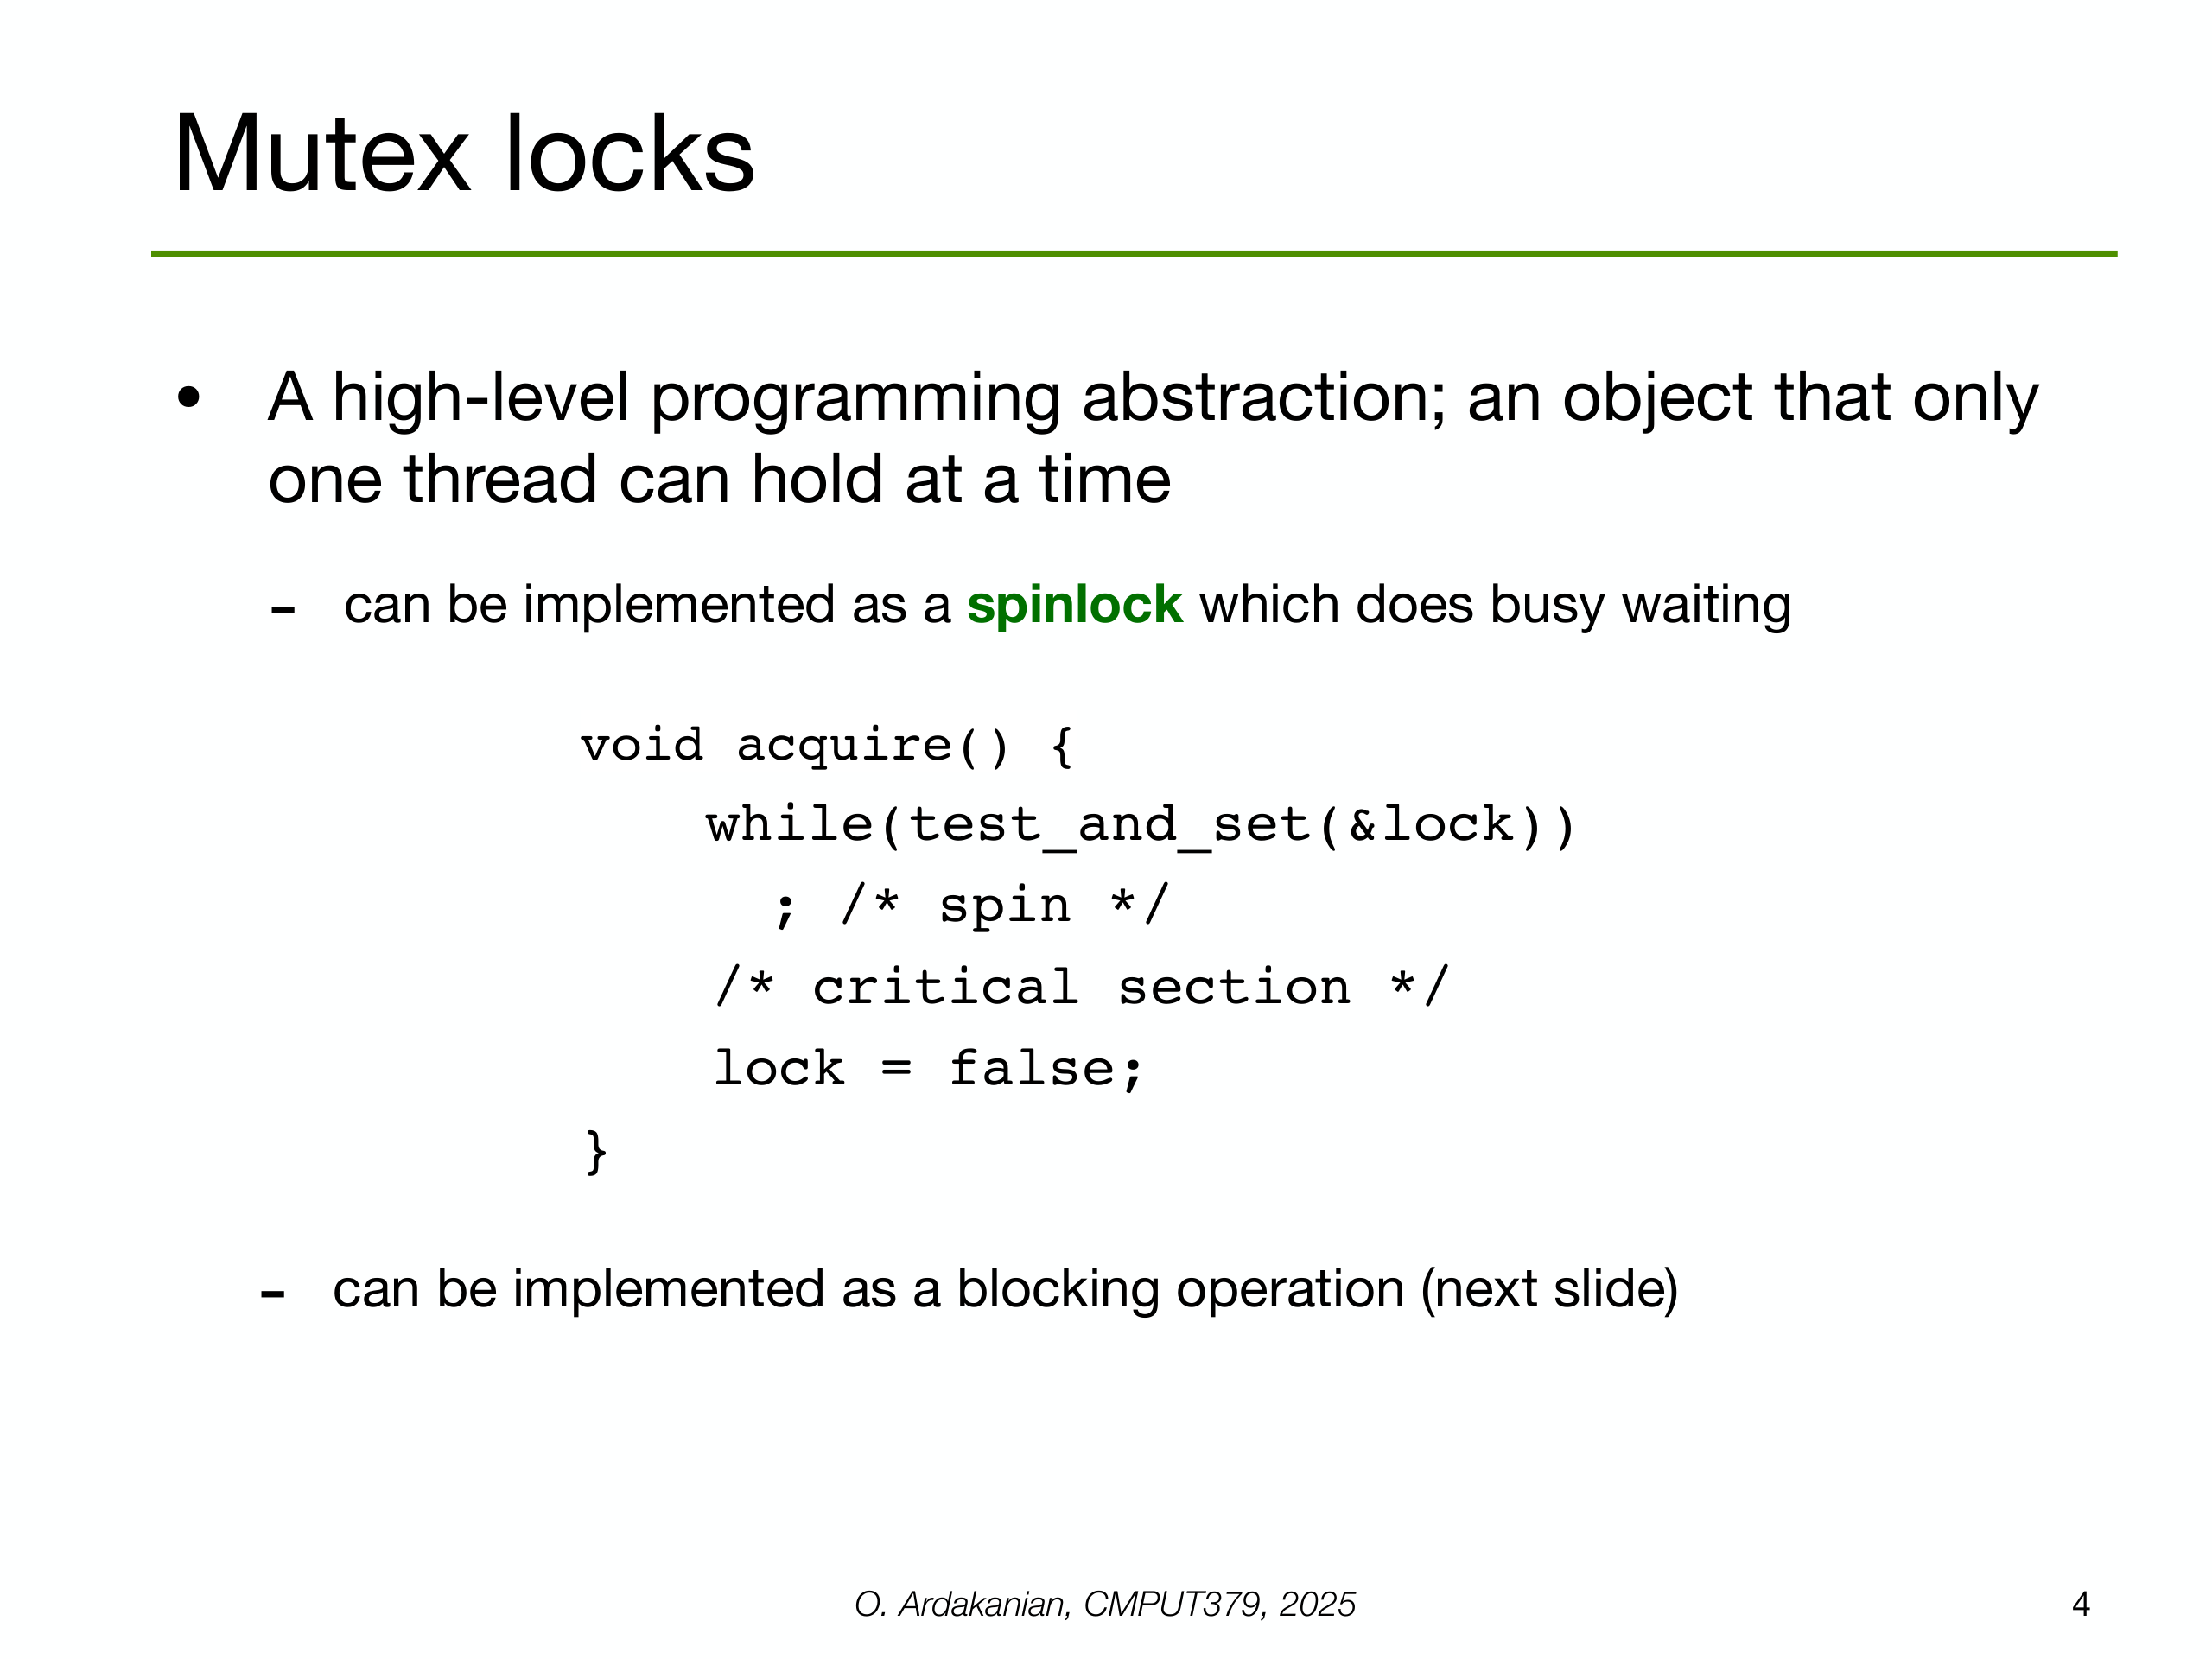 Mutex locks
• A high-level programming abstraction; an object that only
one thread can hold at a time
- can be implemented as a spinlock which does busy waiting
void acquire() {
while(test_and_set(&lock))
; /* spin */
/* critical section */
lock = false;
}
- can be implemented as a blocking operation (next slide)
O. Ardakanian, CMPUT379, 2025
4